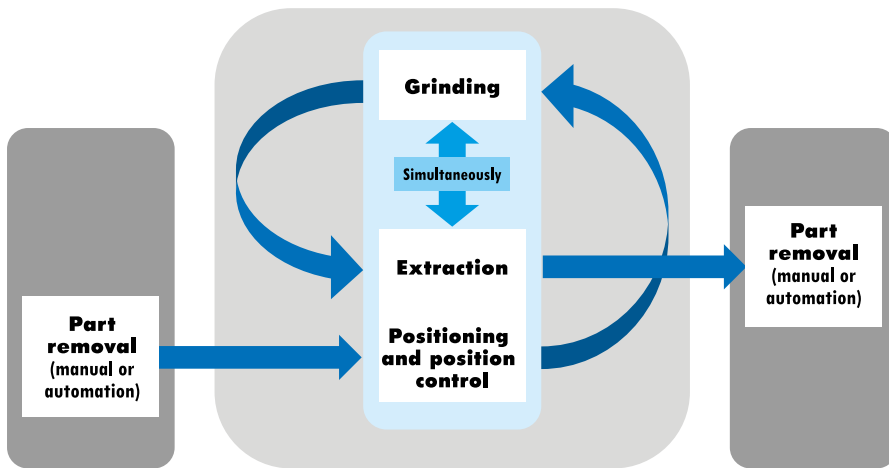 Grinding
Simultaneously
Extraction
Positioning
and position
control
Part
removal
(manual or
automation)
Part
removal
(manual or
automation)